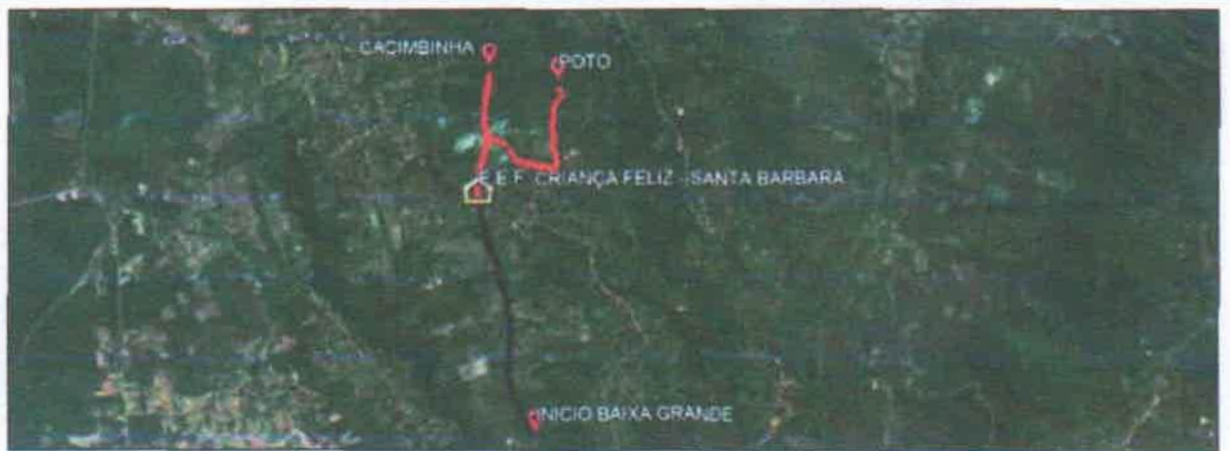 CACIMBINHA
POTO
E.E.F. CRIANÇA FELIZ - SANTA BARBARA
INICIO BAIXA GRANDE